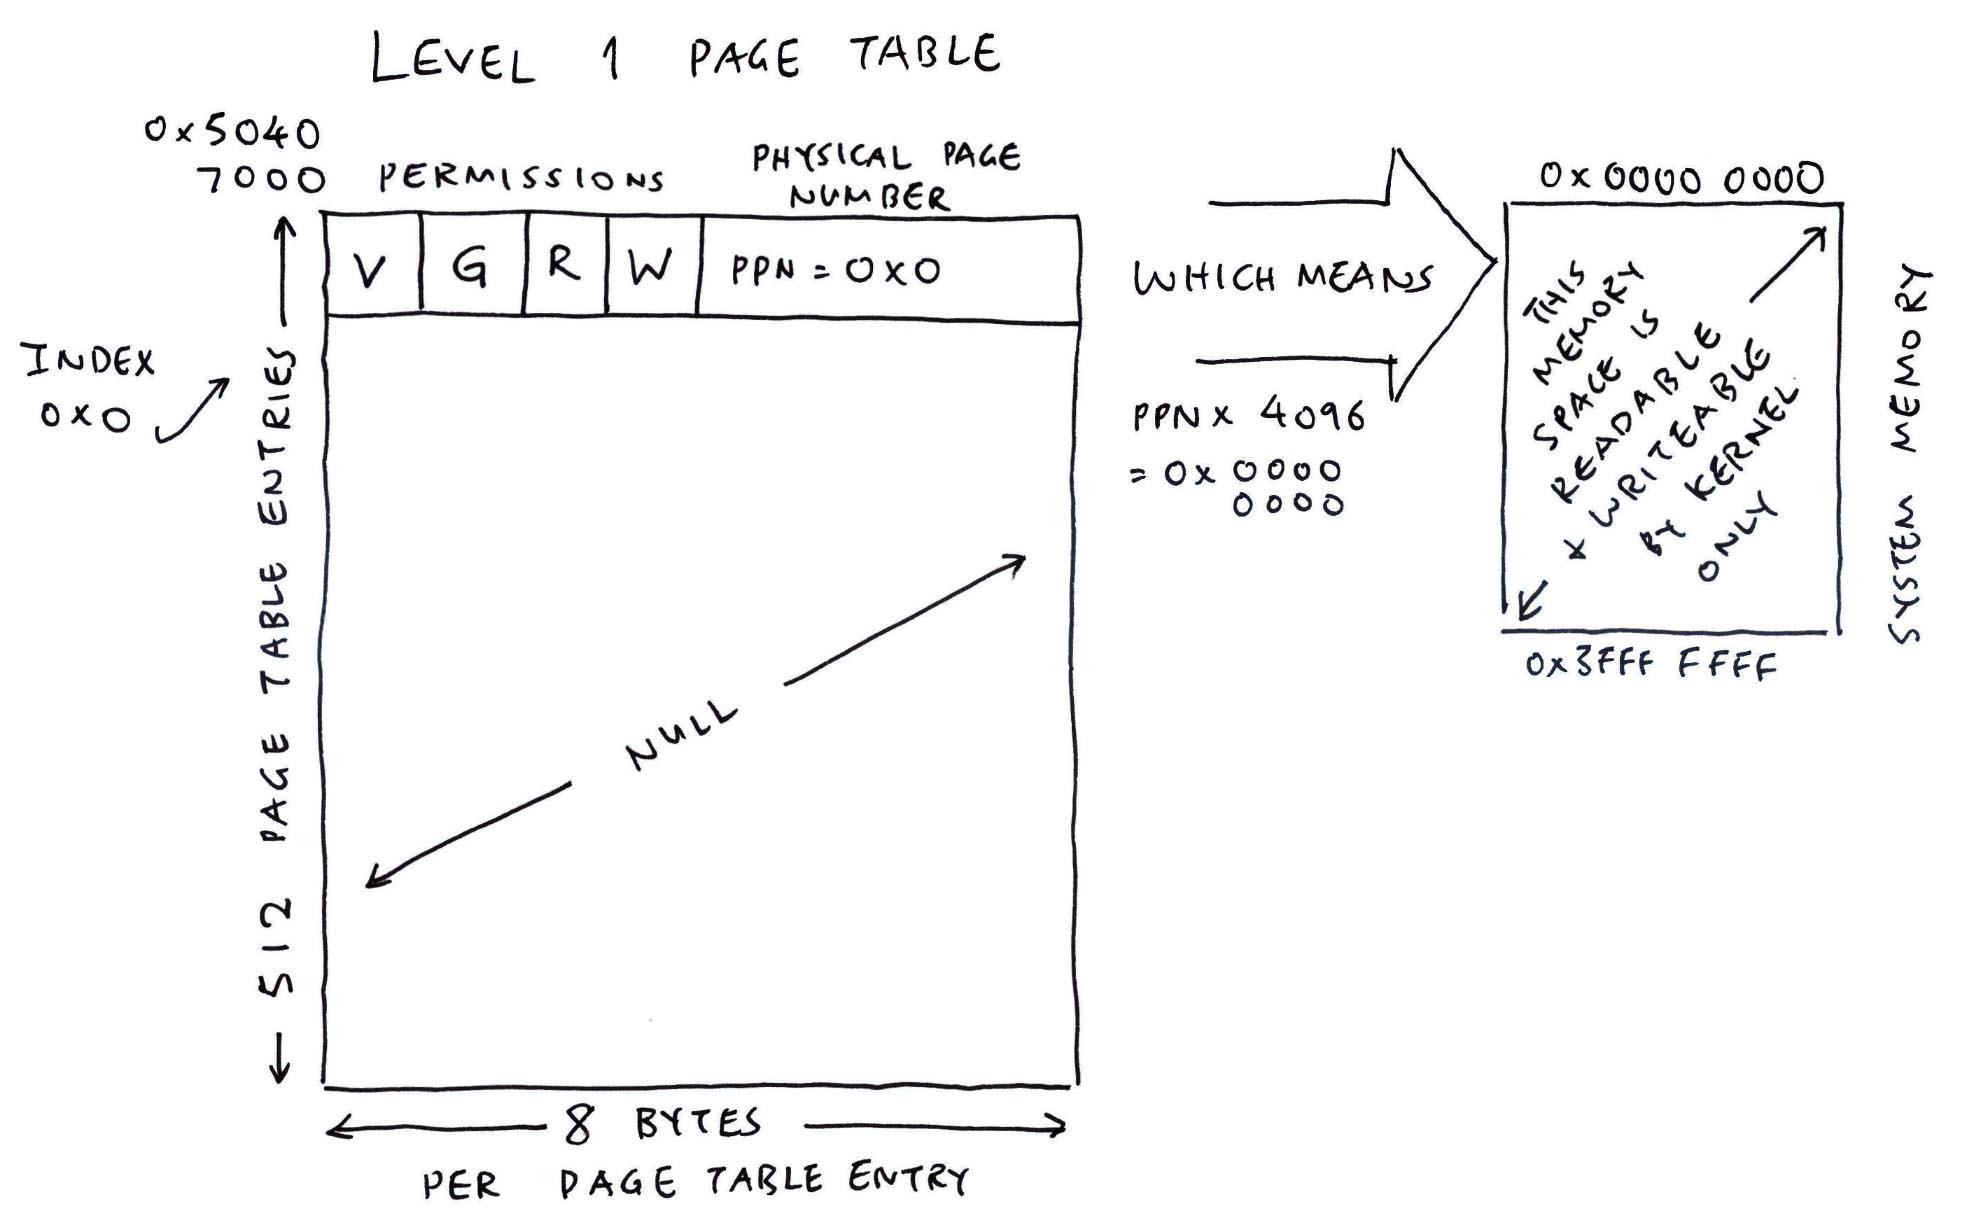 LEVEL 1 PAGE TABLE
0x5040
7000
PERMISSIONS
PHYSICAL PAGE
NUMBER
V G R W PPN = 0X0
INDEX
0X0
512 PAGE TABLE ENTRIES
NULL
8 BYTES
PER PAGE TABLE ENTRY
WHICH MEANS
PPN X 4096
= 0x 0000
0000
0x 0000 0000
THIS
MEMORY
SPACE IS
READABLE
& WRITEABLE
BY KERNEL
ONLY
0x3FFF FFFF
SYSTEM MEMORY